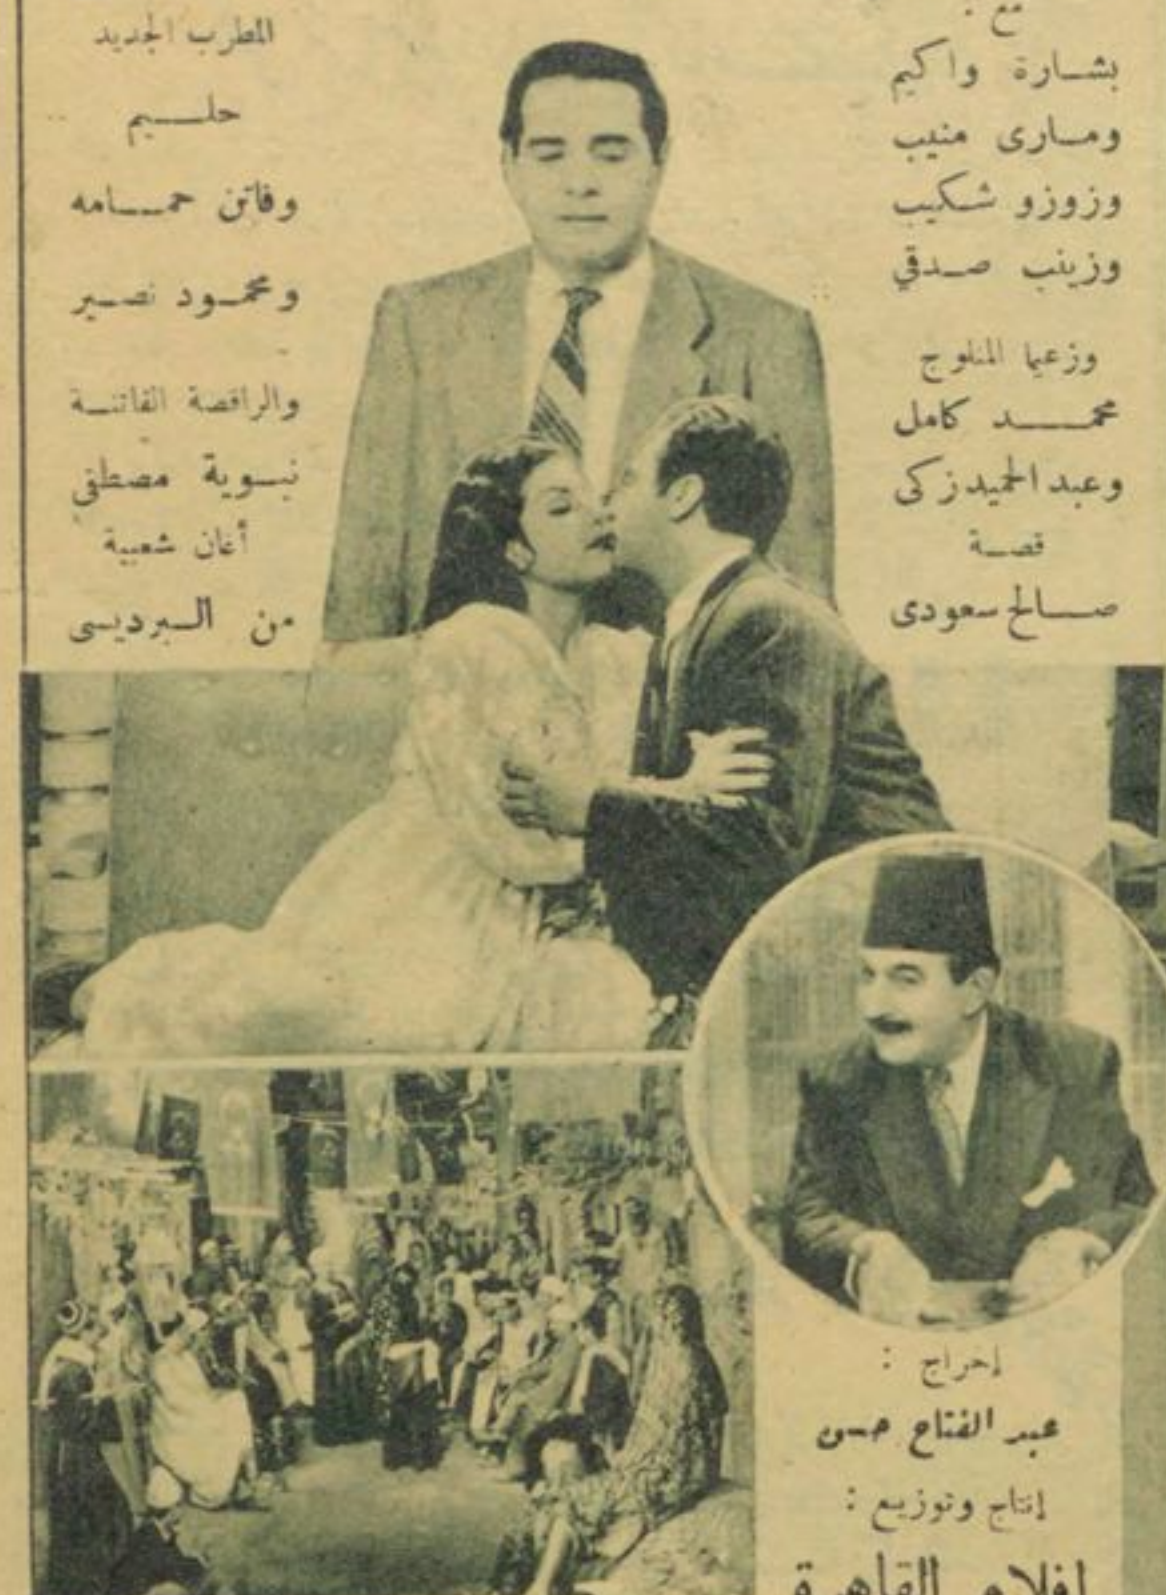 مع :
بشارة واكيم
ومارى منيب
وزوزو شكيب
وزينب صدقي
وزعيما المنلوج
محمد كامل
وعبد الحميد زكى
قصة
صالح سعودى
المطرب الجديد
حليم
وفاتن حمامه
ومحمود نصير
والراقصة الفاتنة
نبوية مصطفى
أغان شعبية
من البرديسى
إخراج :
عبد الفتاح حسن
إنتاج وتوزيع :
افلام القاهرة